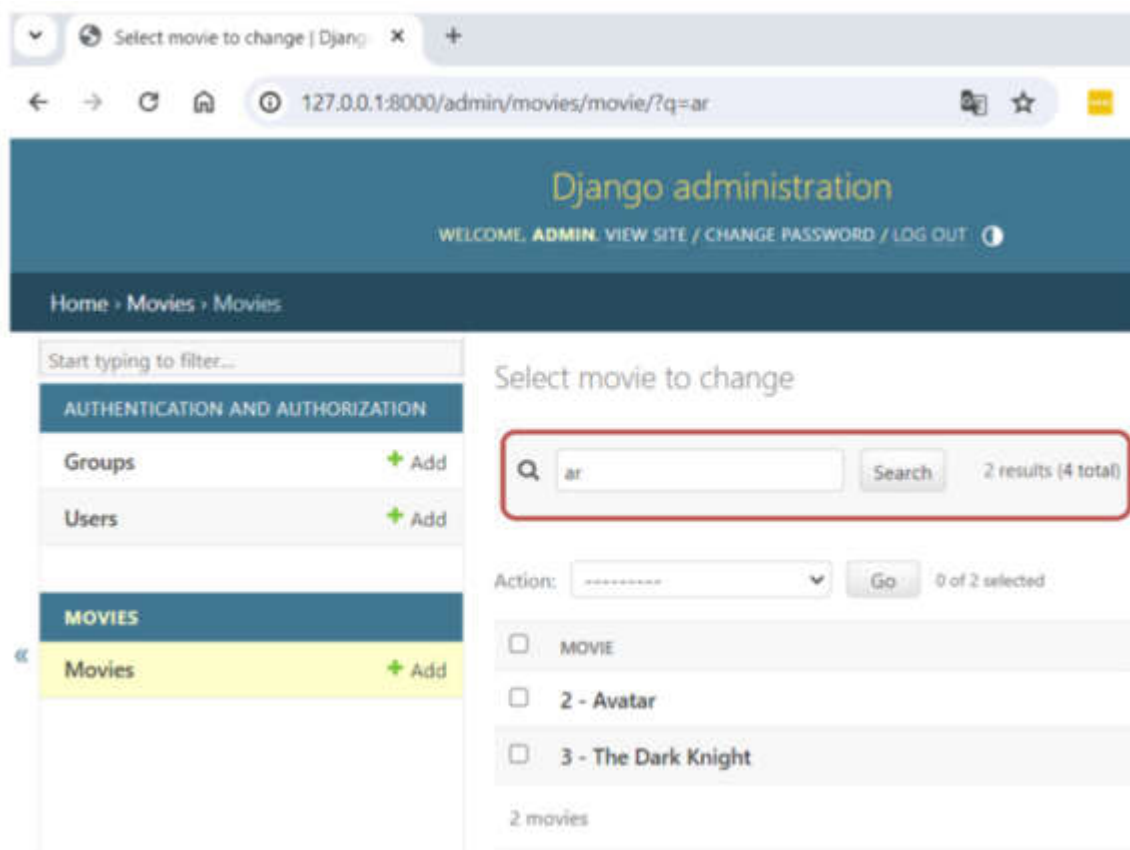 Select movie to change | Djang
127.0.0.1:8000/admin/movies/movie/?q=ar
Django administration
WELCOME, ADMIN. VIEW SITE / CHANGE PASSWORD / LOG OUT
Home › Movies › Movies
Start typing to filter...
AUTHENTICATION AND AUTHORIZATION
Groups + Add
Users + Add
MOVIES
Movies + Add
«
Select movie to change
ar Search 2 results (4 total)
Action: --------- Go 0 of 2 selected
MOVIE
2 - Avatar
3 - The Dark Knight
2 movies